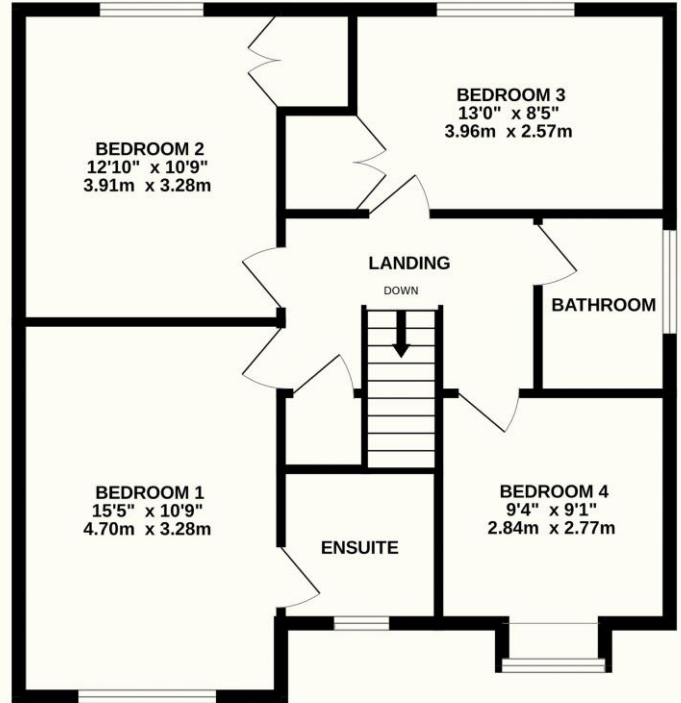 BEDROOM 2
12'10" x 10'9"
3.91m x 3.28m
BEDROOM 3
13'0" x 8'5"
3.96m x 2.57m
LANDING
DOWN
BATHROOM
BEDROOM 1
15'5" x 10'9"
4.70m x 3.28m
ENSUITE
BEDROOM 4
9'4" x 9'1"
2.84m x 2.77m